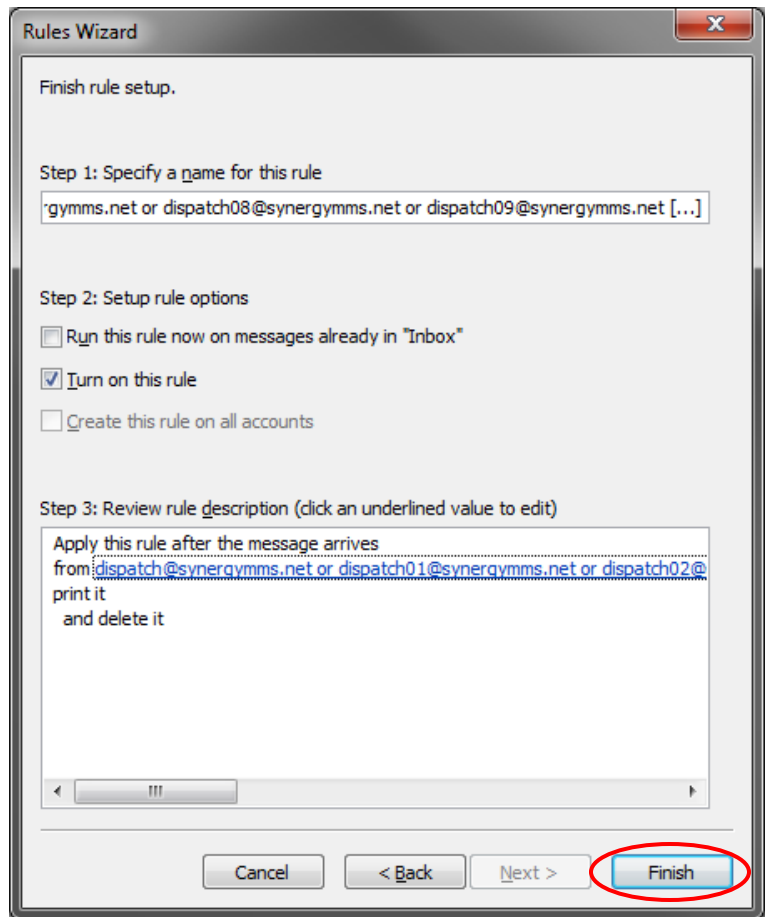 Rules Wizard
Finish rule setup.
Step 1: Specify a name for this rule
gymms.net or dispatch08@synergymms.net or dispatch09@synergymms.net [...]
Step 2: Setup rule options
Run this rule now on messages already in "Inbox"
Turn on this rule
Create this rule on all accounts
Step 3: Review rule description (click an underlined value to edit)
Apply this rule after the message arrives
from dispatch@synergymms.net or dispatch01@synergymms.net or dispatch02@
print it
and delete it
Cancel < Back Next > Finish